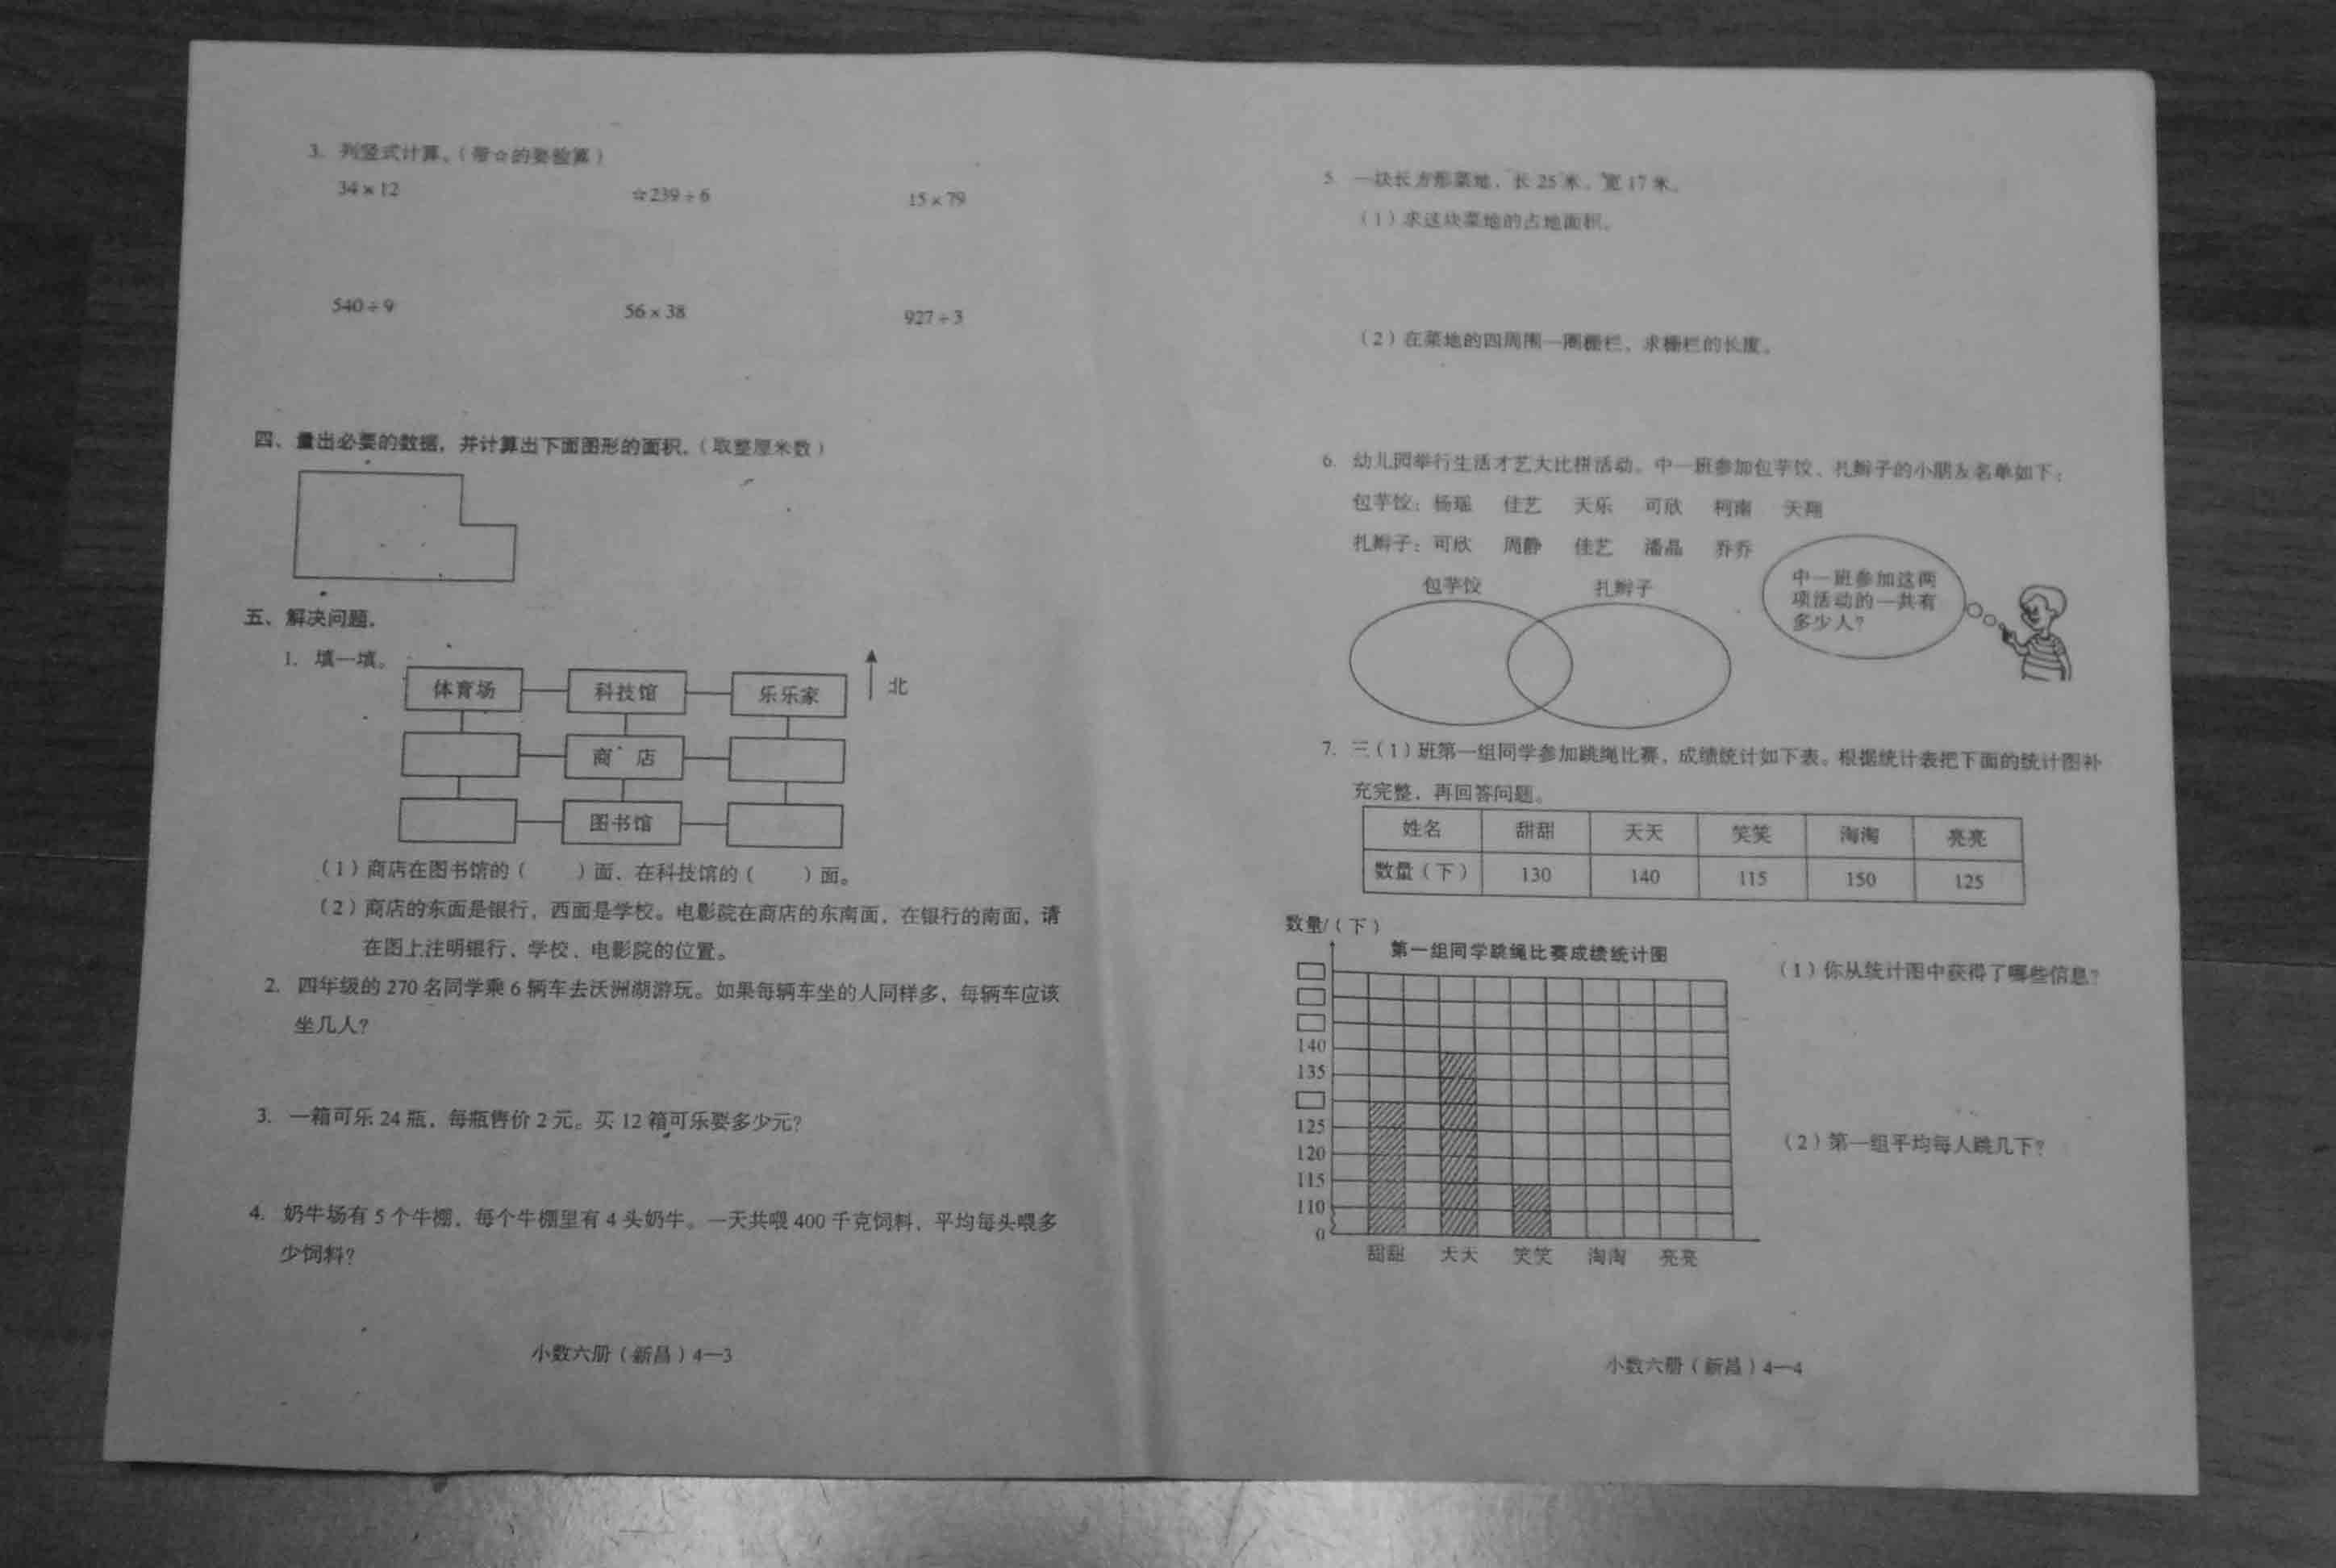 3. 列竖式计算。(带☆的要验算)
34×12 ☆239÷6 15×79
540÷9 56×38 927÷3
四、量出必要的数据，并计算出下面图形的面积。(取整厘米数)
五、解决问题。
1. 填一填。
体育场 科技馆 乐乐家 北
商 店
图书馆
(1)商店在图书馆的( )面，在科技馆的( )面。
(2)商店的东面是银行，西面是学校。电影院在商店的东南面，在银行的南面，请
在图上注明银行、学校、电影院的位置。
2. 四年级的270名同学乘6辆车去沃洲湖游玩。如果每辆车坐的人同样多，每辆车应该
坐几人?
3. 一箱可乐24瓶，每瓶售价2元。买12箱可乐要多少元?
4. 奶牛场有5个牛棚，每个牛棚里有4头奶牛。一天共喂400千克饲料，平均每头喂多
少饲料?
小数六册(新昌)4—3
5. 一块长方形菜地，长25米，宽17米。
(1)求这块菜地的占地面积。
(2)在菜地的四周围一圈栅栏，求栅栏的长度。
6. 幼儿园举行生活才艺大比拼活动。中一班参加包芋饺、扎辫子的小朋友名单如下：
包芋饺：杨瑶 佳艺 天乐 可欣 柯南 天翔
扎辫子：可欣 周静 佳艺 潘晶 乔乔
包芋饺 扎辫子
中一班参加这两
项活动的一共有
多少人?
7. 三(1)班第一组同学参加跳绳比赛，成绩统计如下表。根据统计表把下面的统计图补
充完整，再回答问题。
姓名 甜甜 天天 笑笑 淘淘 亮亮
数量(下) 130 140 115 150 125
数量/(下)
第一组同学跳绳比赛成绩统计图
140
135
125
120
115
110
0
甜甜 天天 笑笑 淘淘 亮亮
(1)你从统计图中获得了哪些信息?
(2)第一组平均每人跳几下?
小数六册(新昌)4—4